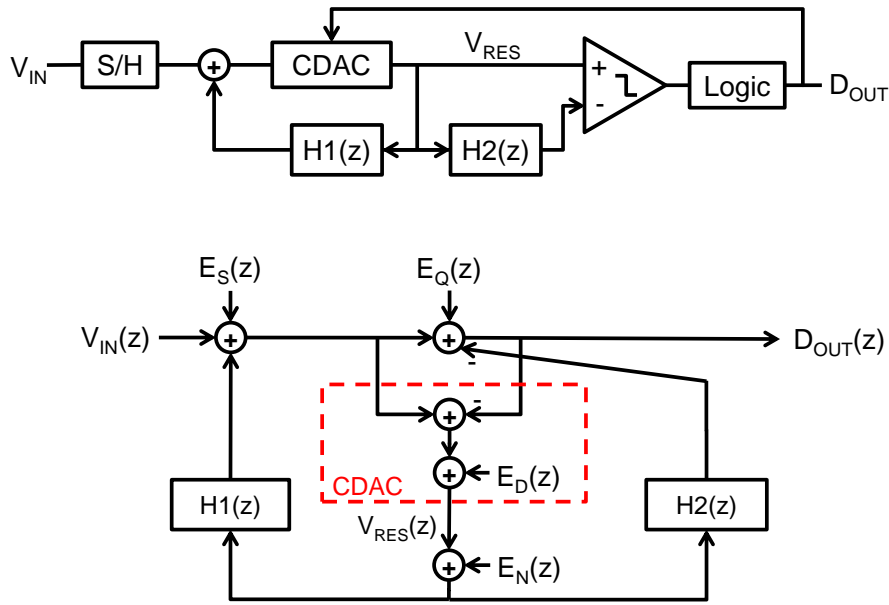 V_IN S/H + CDAC V_RES + - Logic D_OUT
H1(z) H2(z)
E_S(z) E_Q(z)
V_IN(z) + + D_OUT(z)
-
+ -
CDAC + E_D(z)
H1(z) H2(z)
V_RES(z)
+ E_N(z)